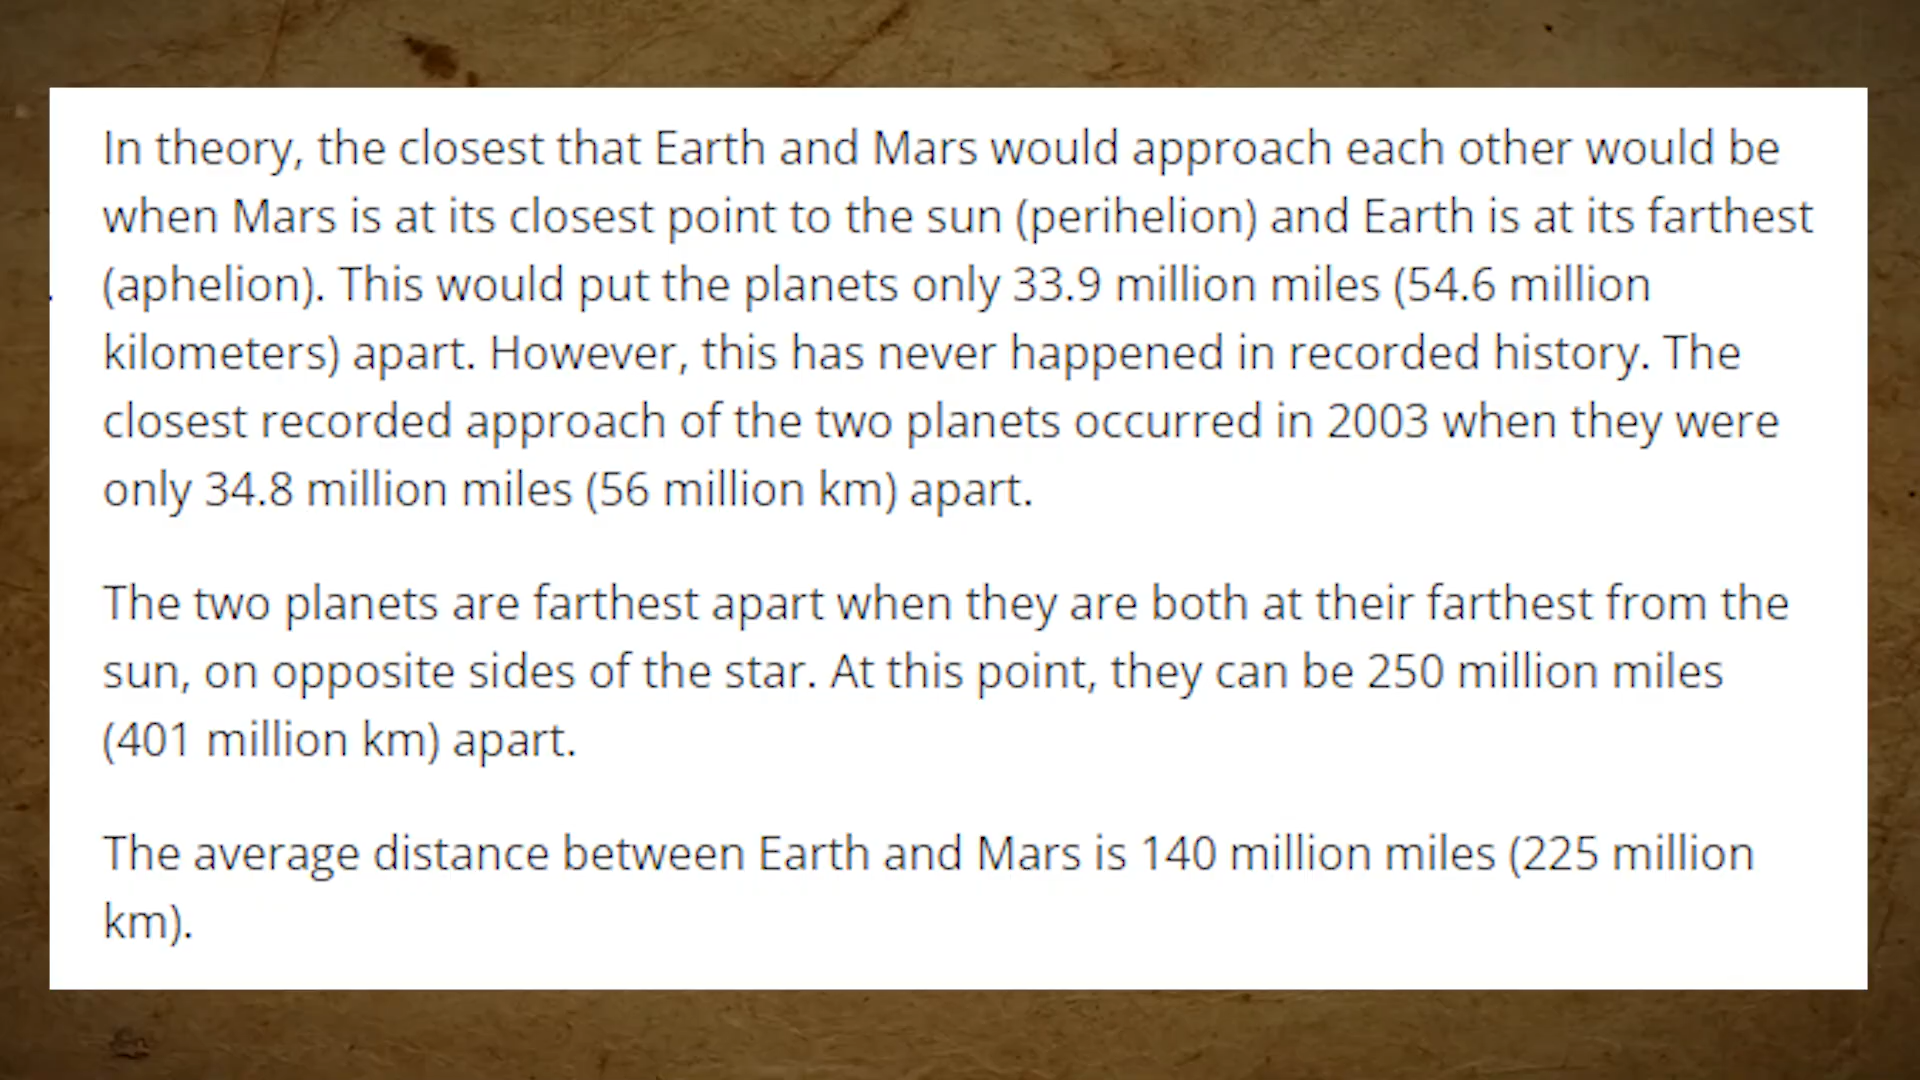 In theory, the closest that Earth and Mars would approach each other would be
when Mars is at its closest point to the sun (perihelion) and Earth is at its farthest
(aphelion). This would put the planets only 33.9 million miles (54.6 million
kilometers) apart. However, this has never happened in recorded history. The
closest recorded approach of the two planets occurred in 2003 when they were
only 34.8 million miles (56 million km) apart.
The two planets are farthest apart when they are both at their farthest from the
sun, on opposite sides of the star. At this point, they can be 250 million miles
(401 million km) apart.
The average distance between Earth and Mars is 140 million miles (225 million
km).